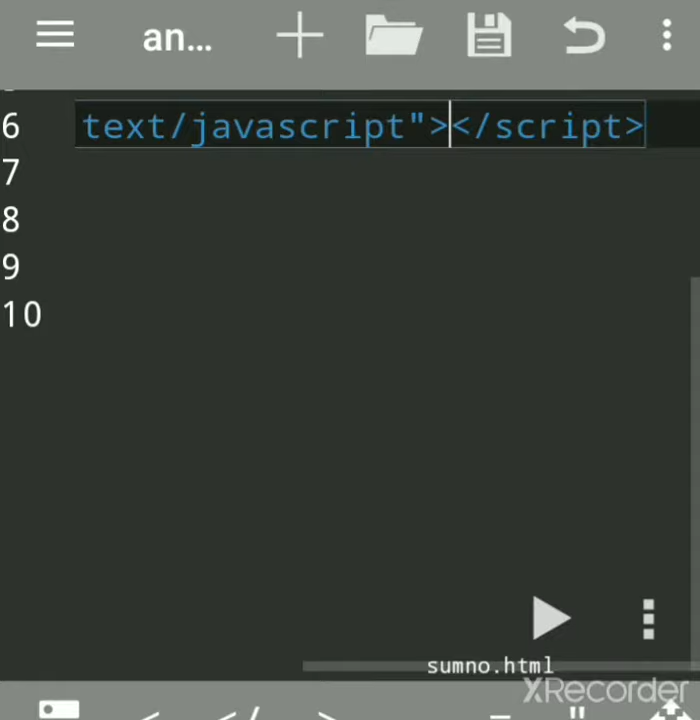 an...
6 text/javascript"></script>
7
8
9
10
sumno.html
XRecorder
< </ > = "